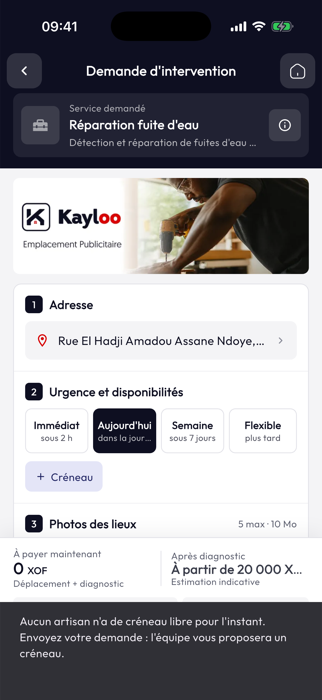 09:41
Demande d'intervention
Service demandé
Réparation fuite d'eau
Détection et réparation de fuites d'eau ...
Kayloo
Emplacement Publicitaire
1 Adresse
Rue El Hadji Amadou Assane Ndoye,...
2 Urgence et disponibilités
Immédiat
sous 2 h
Aujourd'hui
dans la jour...
Semaine
sous 7 jours
Flexible
plus tard
+ Créneau
3 Photos des lieux
5 max · 10 Mo
À payer maintenant
0 XOF
Déplacement + diagnostic
Après diagnostic
À partir de 20 000 X...
Estimation indicative
Aucun artisan n'a de créneau libre pour l'instant.
Envoyez votre demande : l'équipe vous proposera un
créneau.